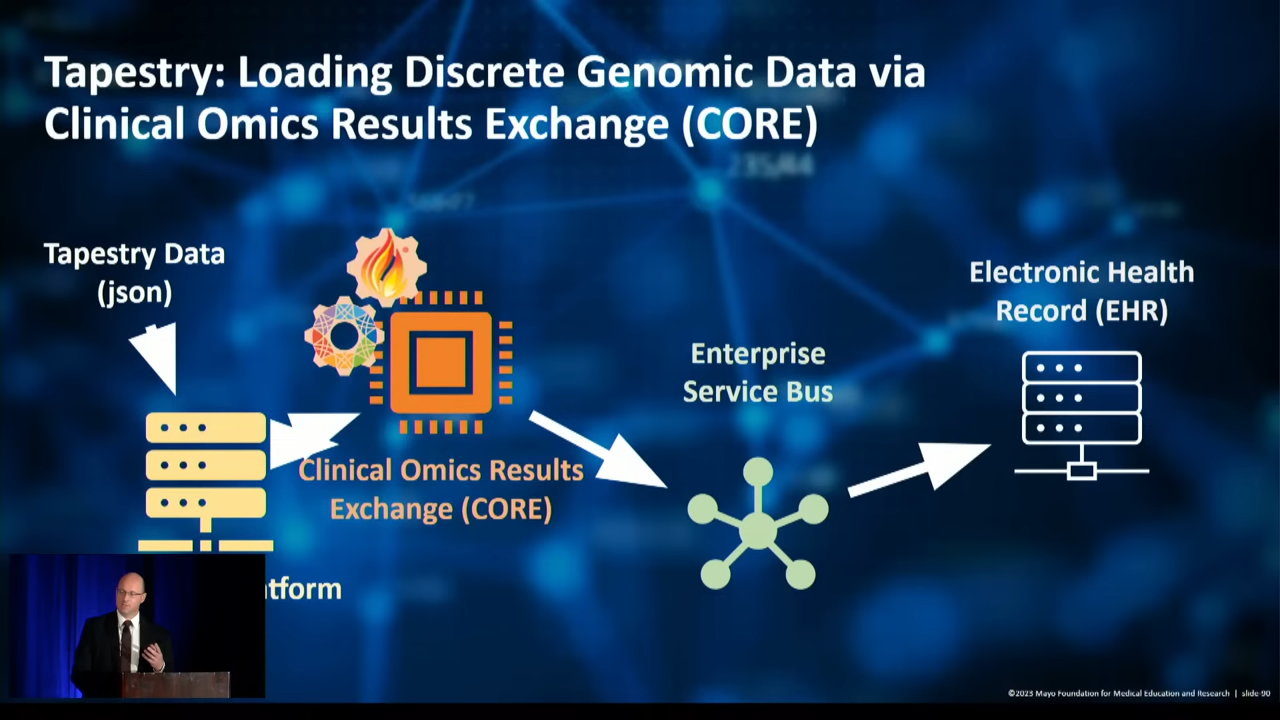 Tapestry: Loading Discrete Genomic Data via
Clinical Omics Results Exchange (CORE)
Tapestry Data
(json)
Clinical Omics Results
Exchange (CORE)
Enterprise
Service Bus
Electronic Health
Record (EHR)
©2023 Mayo Foundation for Medical Education and Research | slide-90